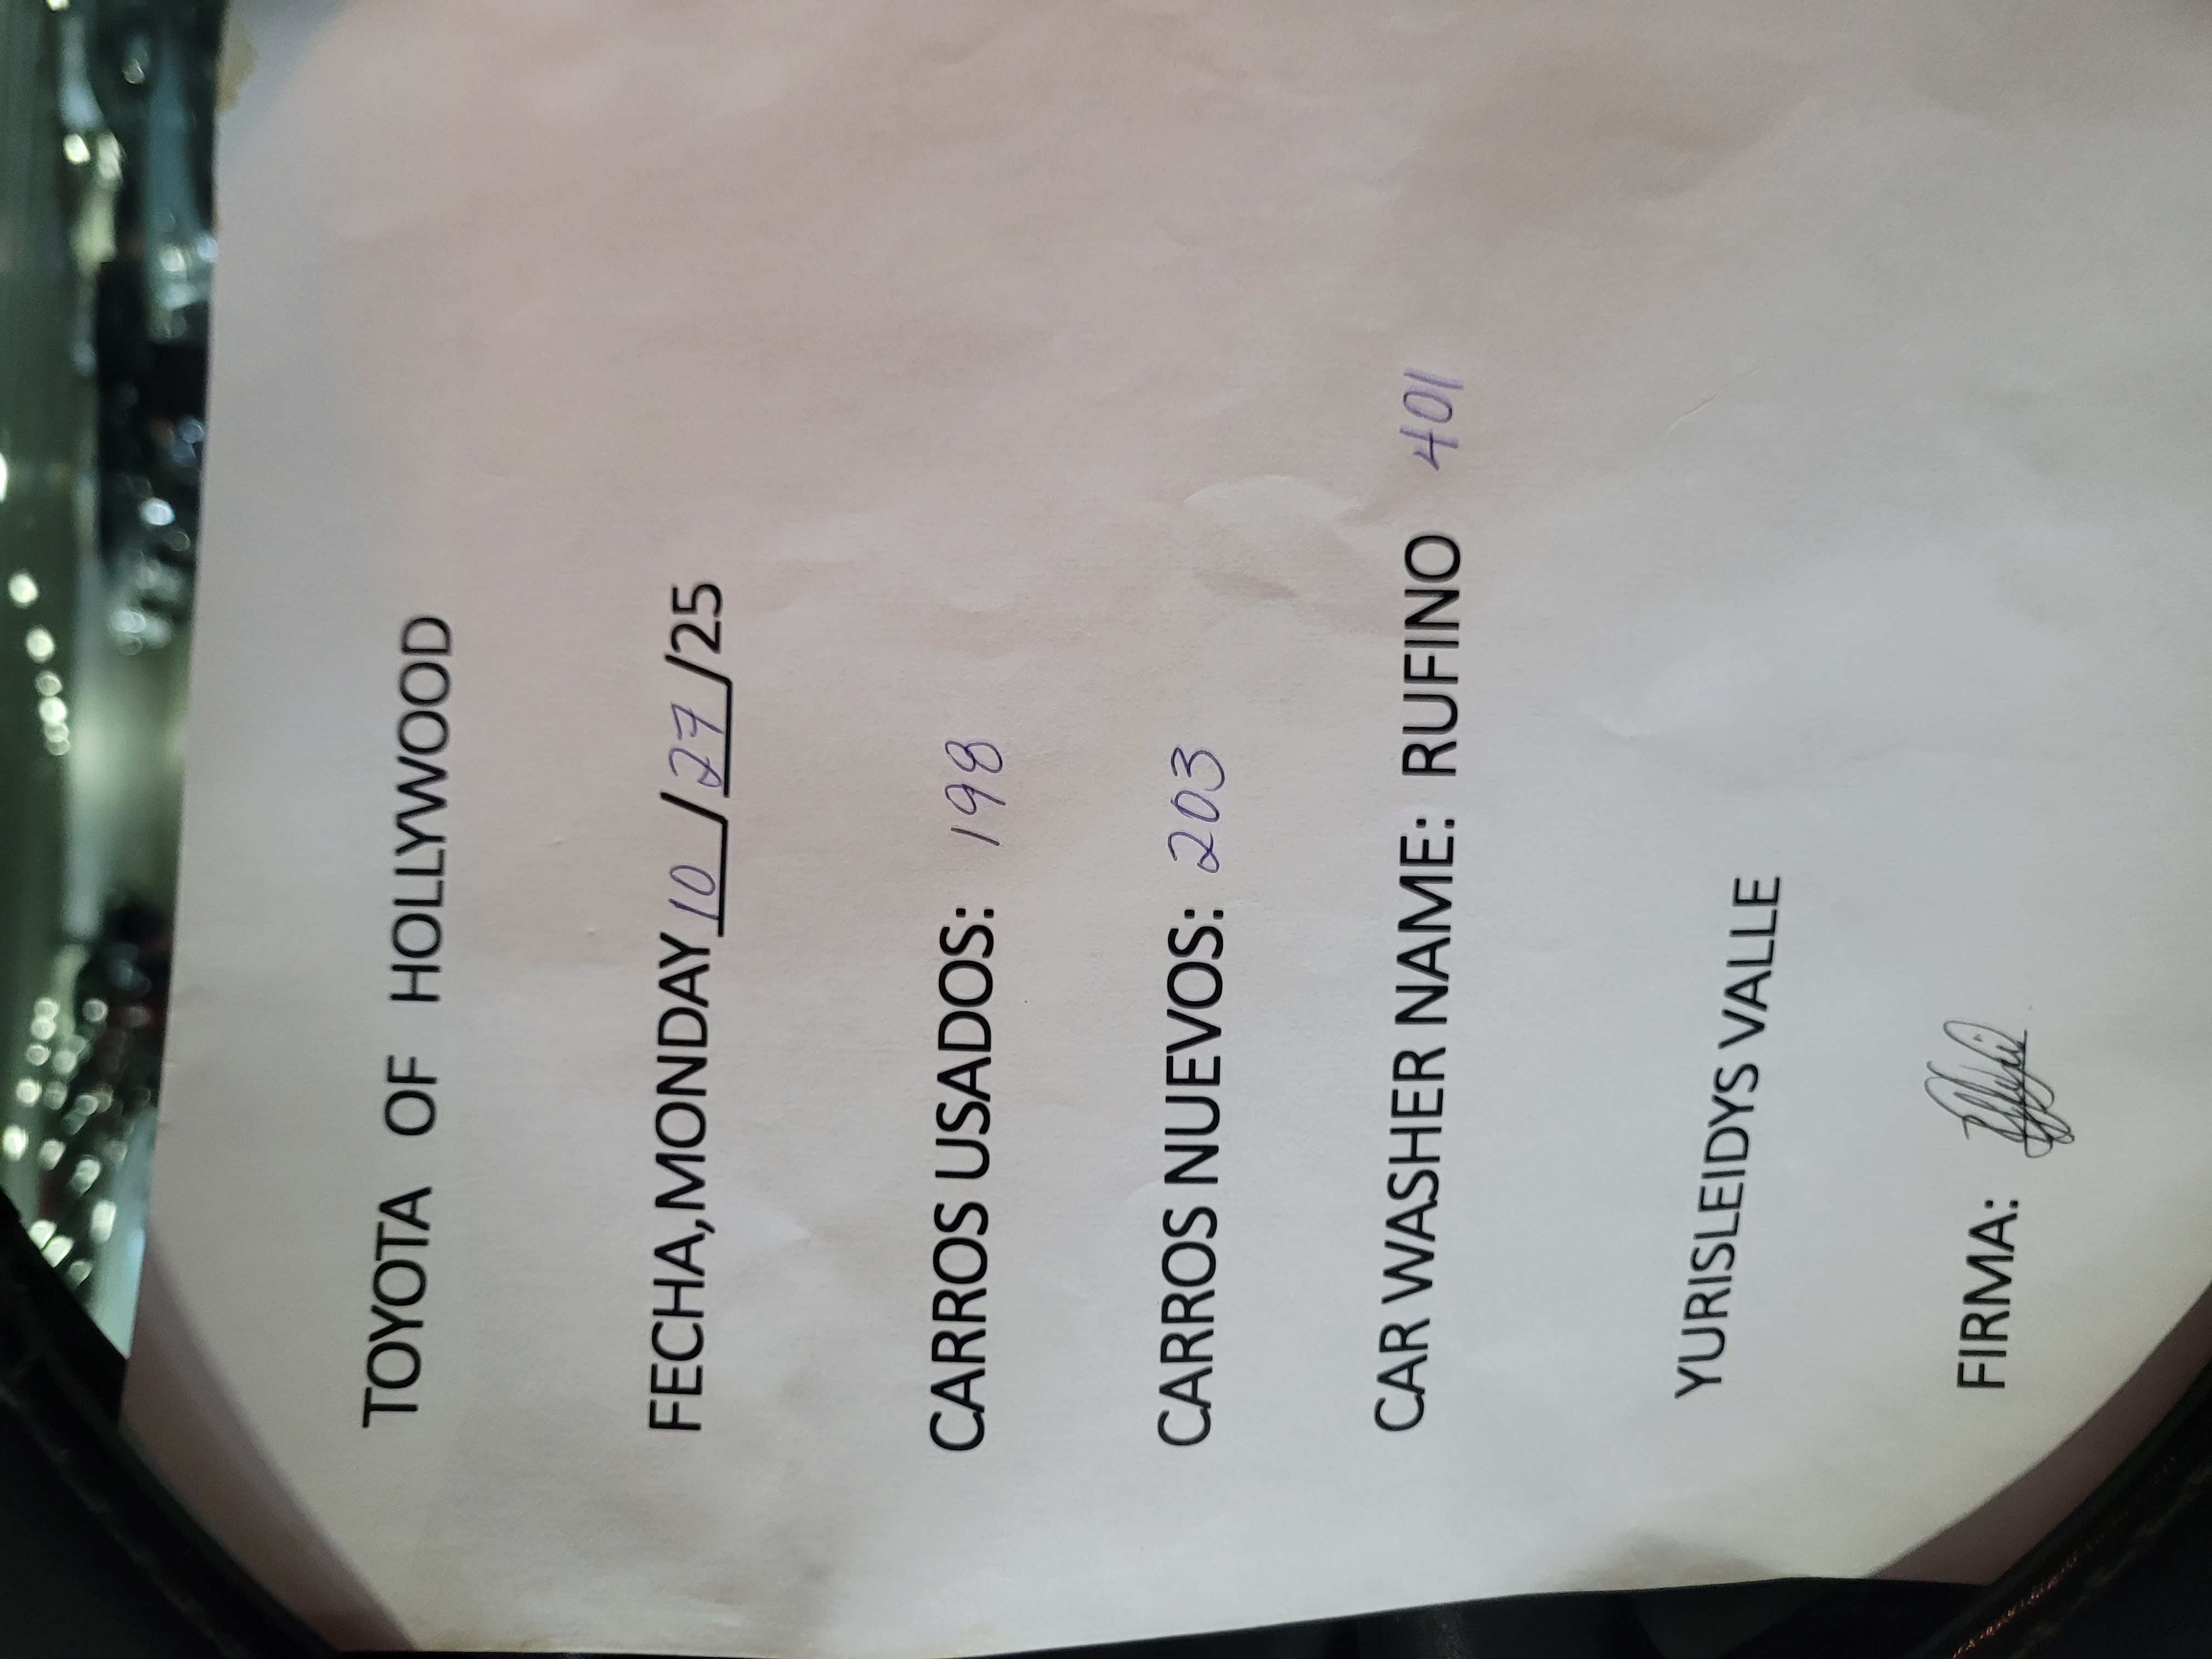 TOYOTA OF HOLLYWOOD
FECHA,MONDAY 10/27/25
CARROS USADOS: 198
CARROS NUEVOS: 203
CAR WASHER NAME: RUFINO 401
YURISLEIDYS VALLE
FIRMA: